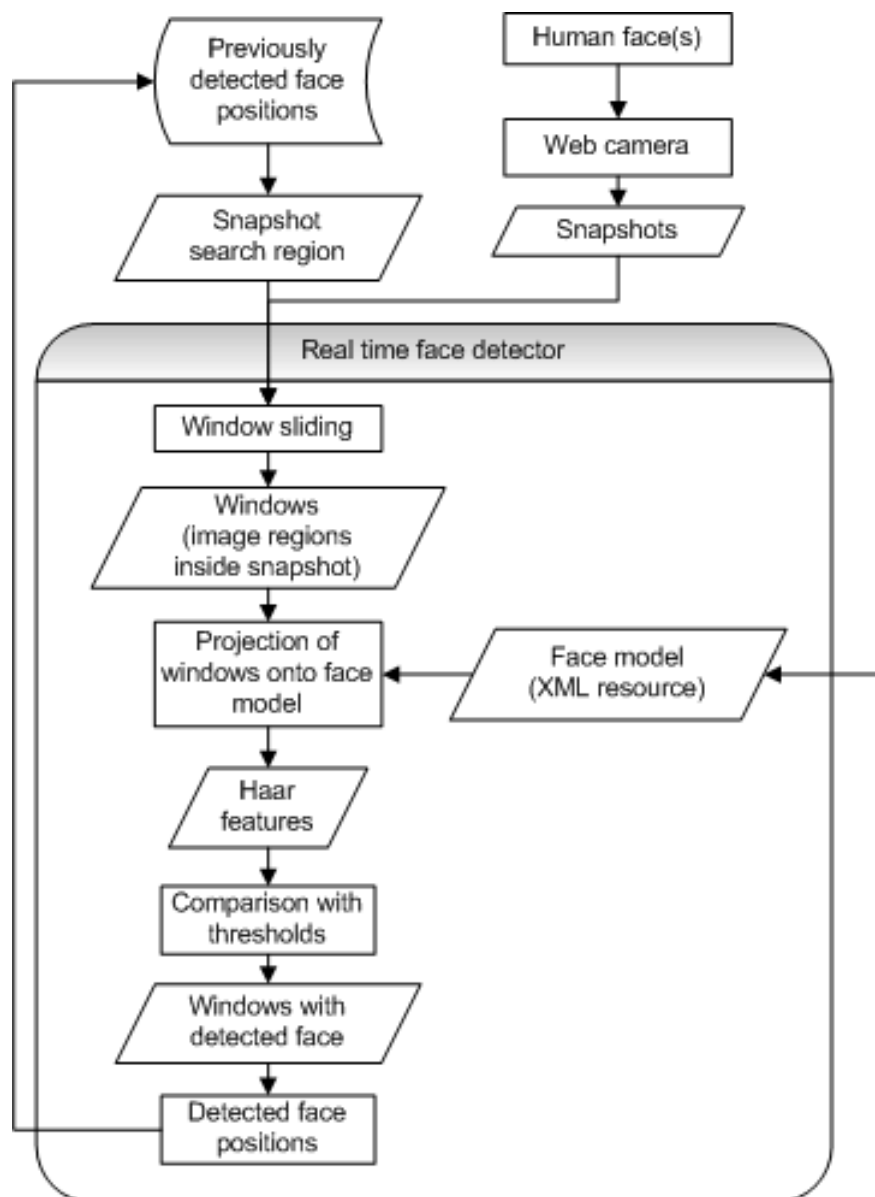 Previously
detected face
positions
Human face(s)
Web camera
Snapshot
search region
Snapshots
Real time face detector
Window sliding
Windows
(image regions
inside snapshot)
Projection of
windows onto face
model
Face model
(XML resource)
Haar
features
Comparison with
thresholds
Windows with
detected face
Detected face
positions